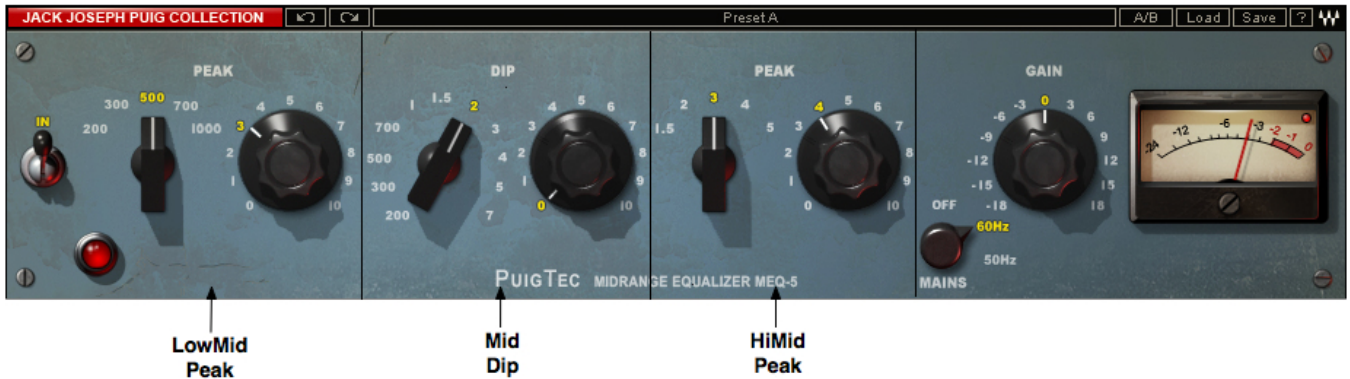 JACK JOSEPH PUIG COLLECTION Preset A A/B Load Save ?
PEAK DIP PEAK GAIN
IN
200 300 500 700 1000
0 1 2 3 4 5 6 7 8 9 10
200 300 500 700 1 1.5 2 3 4 5 7
0 1 2 3 4 5 6 7 8 9 10
1.5 2 3 4 5
0 1 2 3 4 5 6 7 8 9 10
-18 -15 -12 -9 -6 -3 0 3 6 9 12 15 18
-24 -12 -6 -3 -2 -1 0
OFF
60Hz
50Hz
MAINS
PUIGTEC MIDRANGE EQUALIZER MEQ-5
LowMid
Peak
Mid
Dip
HiMid
Peak